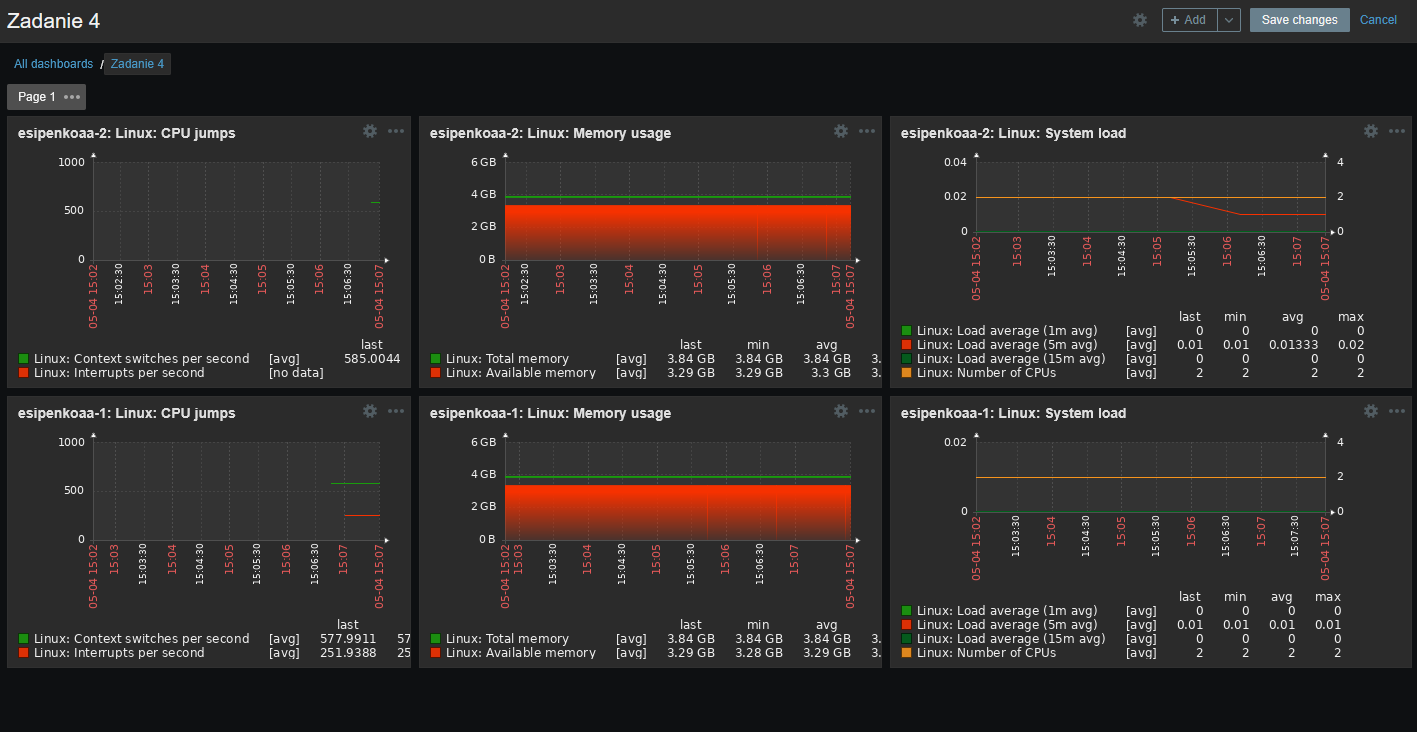 Zadanie 4
+ Add
Save changes
Cancel
All dashboards / Zadanie 4
Page 1
esipenkoaa-2: Linux: CPU jumps
1000
500
0
05-04 15:02
15:02:30
15:03
15:03:30
15:04
15:04:30
15:05
15:05:30
15:06
15:06:30
05-04 15:07
last
Linux: Context switches per second [avg] 585.0044
Linux: Interrupts per second [no data]
esipenkoaa-2: Linux: Memory usage
6 GB
4 GB
2 GB
0 B
05-04 15:02
15:02:30
15:03
15:03:30
15:04
15:04:30
15:05
15:05:30
15:06
15:06:30
15:07
05-04 15:07
last min avg
Linux: Total memory [avg] 3.84 GB 3.84 GB 3.84 GB 3.
Linux: Available memory [avg] 3.29 GB 3.29 GB 3.3 GB 3.
esipenkoaa-2: Linux: System load
0.04 4
0.02 2
0 0
05-04 15:02
15:03
15:03:30
15:04
15:04:30
15:05
15:05:30
15:06
15:06:30
15:07
05-04 15:07
last min avg max
Linux: Load average (1m avg) [avg] 0 0 0 0
Linux: Load average (5m avg) [avg] 0.01 0.01 0.01333 0.02
Linux: Load average (15m avg) [avg] 0 0 0 0
Linux: Number of CPUs [avg] 2 2 2 2
esipenkoaa-1: Linux: CPU jumps
1000
500
0
05-04 15:02
15:03
15:03:30
15:04
15:04:30
15:05
15:05:30
15:06
15:06:30
15:07
05-04 15:07
last
Linux: Context switches per second [avg] 577.9911 57
Linux: Interrupts per second [avg] 251.9388 25
esipenkoaa-1: Linux: Memory usage
6 GB
4 GB
2 GB
0 B
05-04 15:02
15:03
15:03:30
15:04
15:04:30
15:05
15:05:30
15:06
15:06:30
15:07
05-04 15:07
last min avg
Linux: Total memory [avg] 3.84 GB 3.84 GB 3.84 GB 3.
Linux: Available memory [avg] 3.29 GB 3.28 GB 3.29 GB 3.
esipenkoaa-1: Linux: System load
0.02 4
2
0 0
05-04 15:02
15:03:30
15:04
15:04:30
15:05
15:05:30
15:06
15:06:30
15:07
15:07:30
05-04 15:07
last min avg max
Linux: Load average (1m avg) [avg] 0 0 0 0
Linux: Load average (5m avg) [avg] 0.01 0.01 0.01 0.01
Linux: Load average (15m avg) [avg] 0 0 0 0
Linux: Number of CPUs [avg] 2 2 2 2